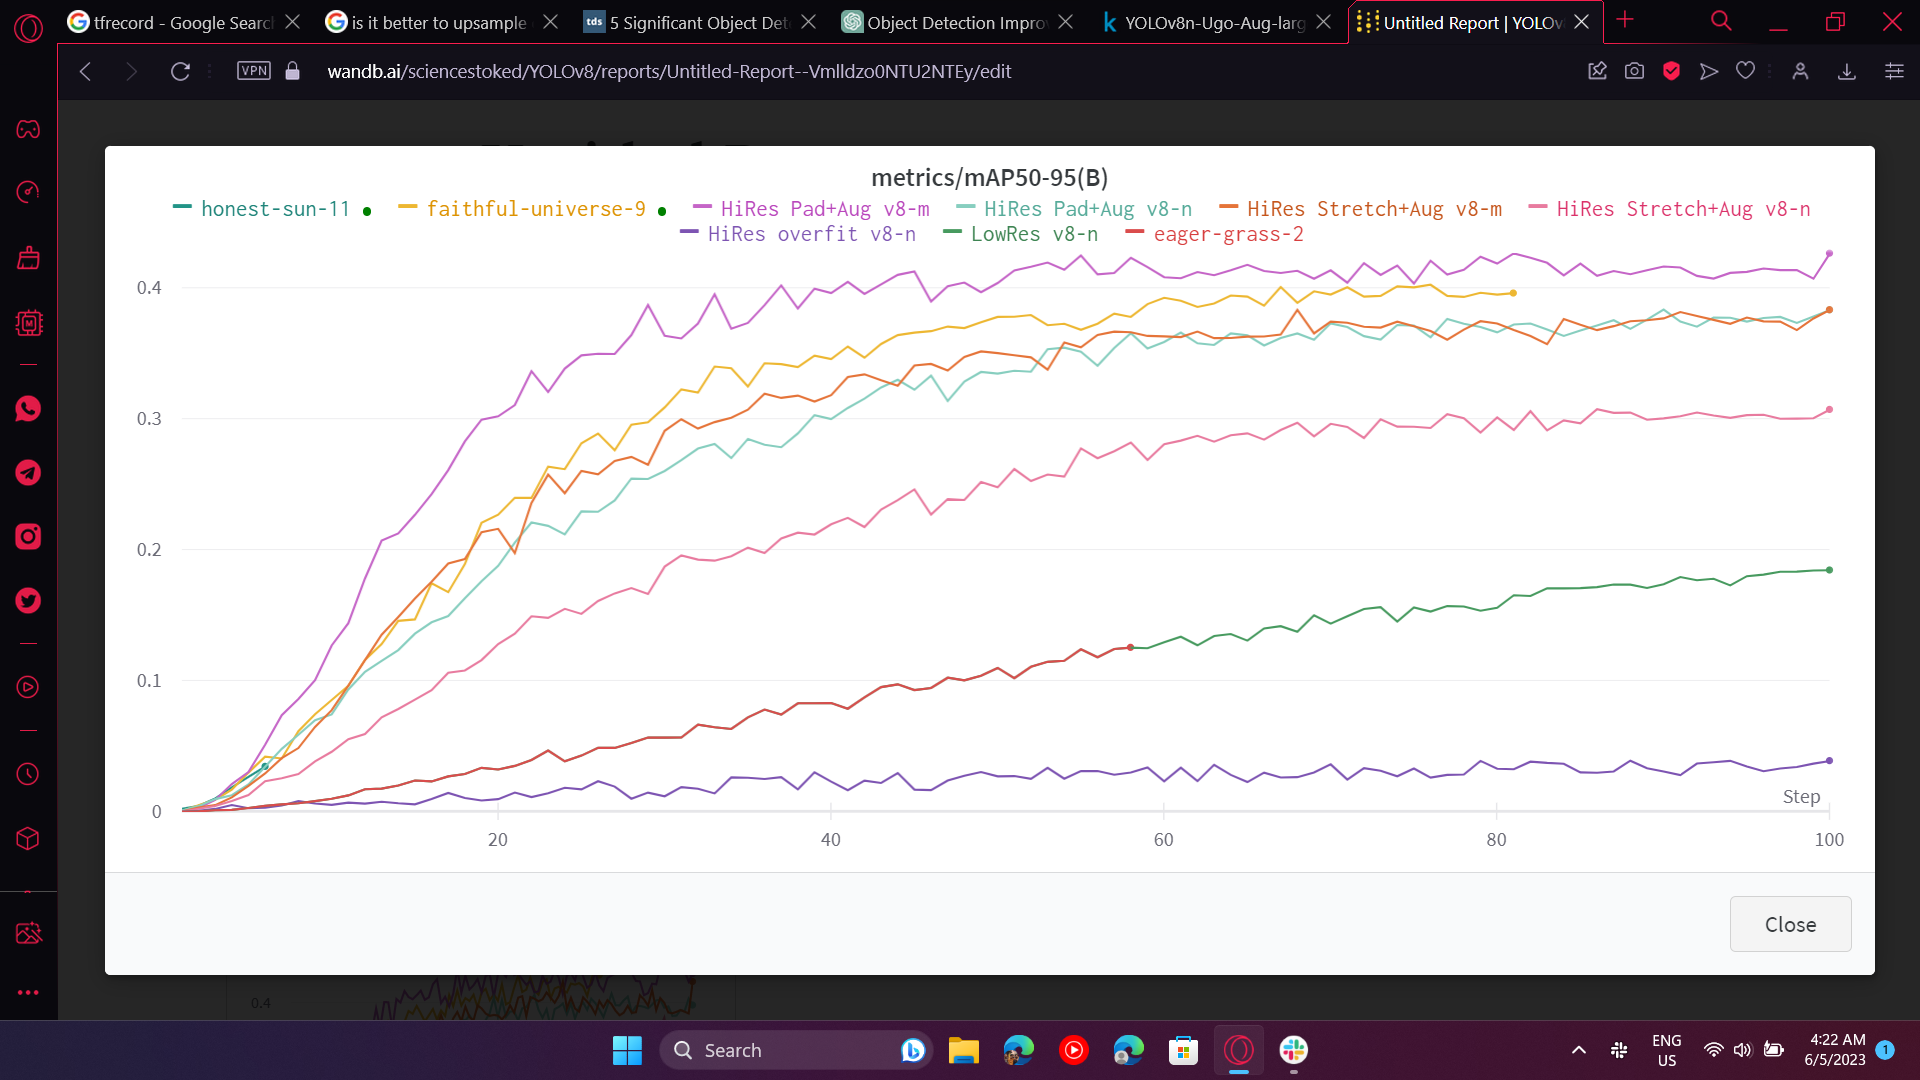 tfrecord - Google Searc
is it better to upsample
tds 5 Significant Object Det
Object Detection Improv
YOLOv8n-Ugo-Aug-larg
Untitled Report | YOLOv
VPN wandb.ai/sciencestoked/YOLOv8/reports/Untitled-Report--Vmlldzo0NTU2NTEy/edit
metrics/mAP50-95(B)
honest-sun-11 faithful-universe-9 HiRes Pad+Aug v8-m HiRes Pad+Aug v8-n HiRes Stretch+Aug v8-m HiRes Stretch+Aug v8-n
HiRes overfit v8-n LowRes v8-n eager-grass-2
0.4
0.3
0.2
0.1
0
Step
20 40 60 80 100
Close
0.4
Search
ENG
US
4:22 AM
6/5/2023
1